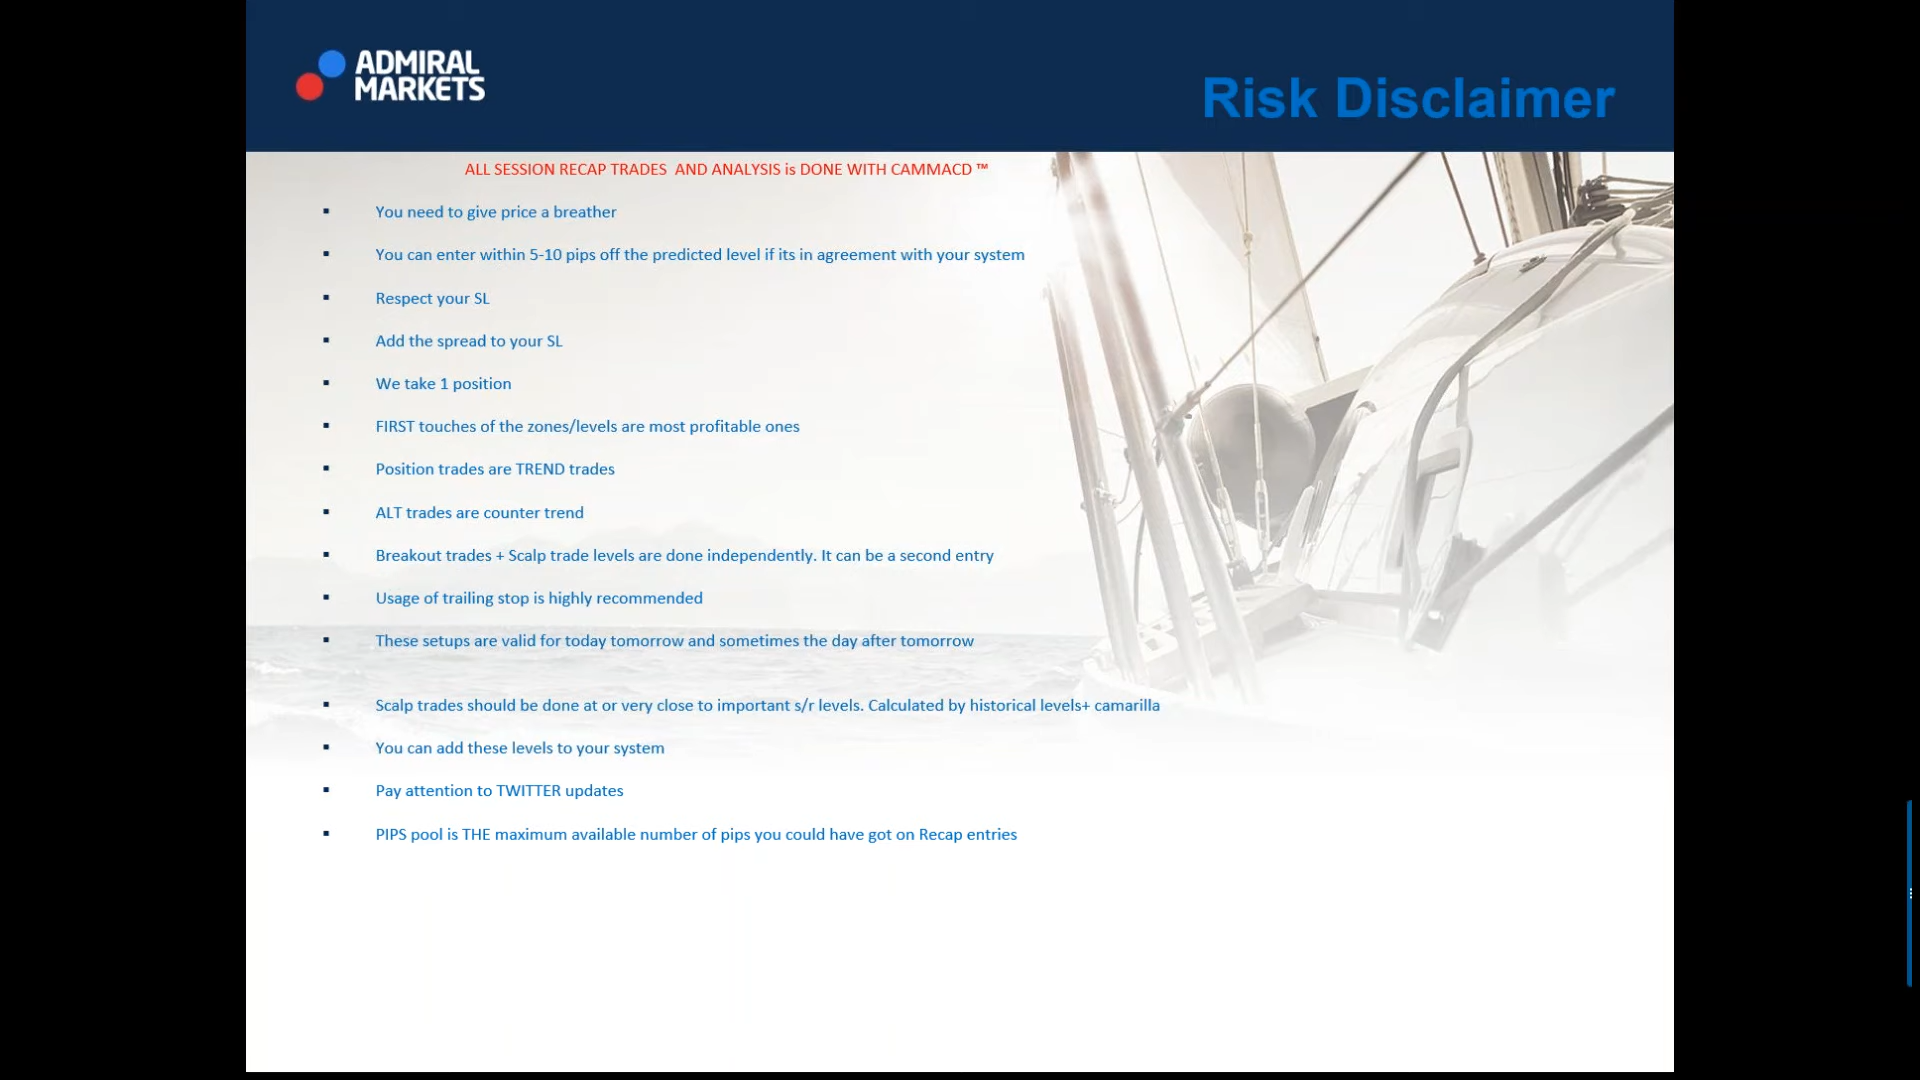 ADMIRAL
MARKETS
Risk Disclaimer
ALL SESSION RECAP TRADES AND ANALYSIS is DONE WITH CAMMACD ™
▪ You need to give price a breather
▪ You can enter within 5-10 pips off the predicted level if its in agreement with your system
▪ Respect your SL
▪ Add the spread to your SL
▪ We take 1 position
▪ FIRST touches of the zones/levels are most profitable ones
▪ Position trades are TREND trades
▪ ALT trades are counter trend
▪ Breakout trades + Scalp trade levels are done independently. It can be a second entry
▪ Usage of trailing stop is highly recommended
▪ These setups are valid for today tomorrow and sometimes the day after tomorrow
▪ Scalp trades should be done at or very close to important s/r levels. Calculated by historical levels+ camarilla
▪ You can add these levels to your system
▪ Pay attention to TWITTER updates
▪ PIPS pool is THE maximum available number of pips you could have got on Recap entries